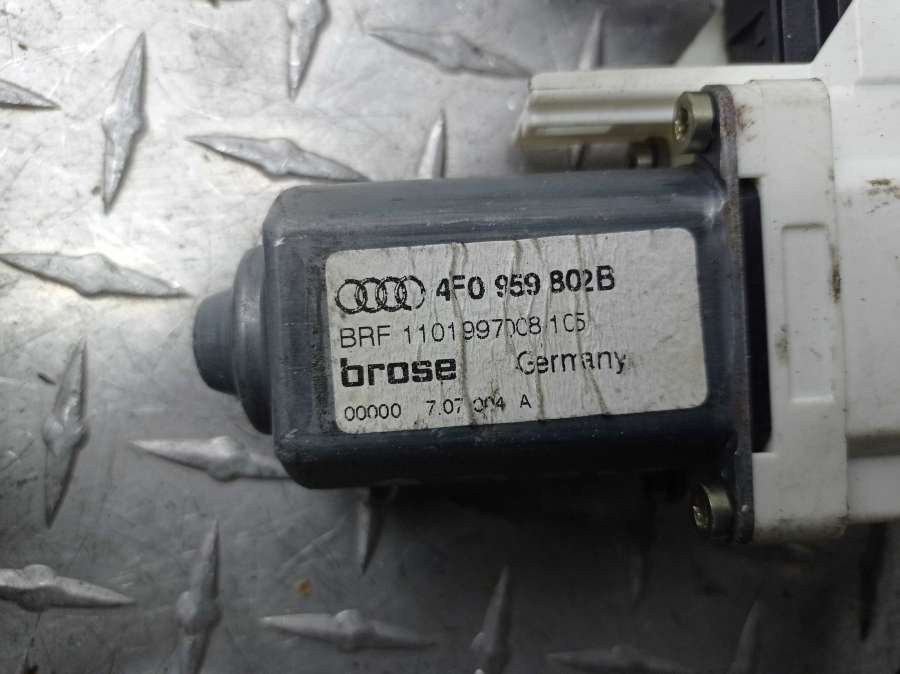 4F0 959 802B
BRF 1101997008 105
brose Germany
00000 7.07 004 A